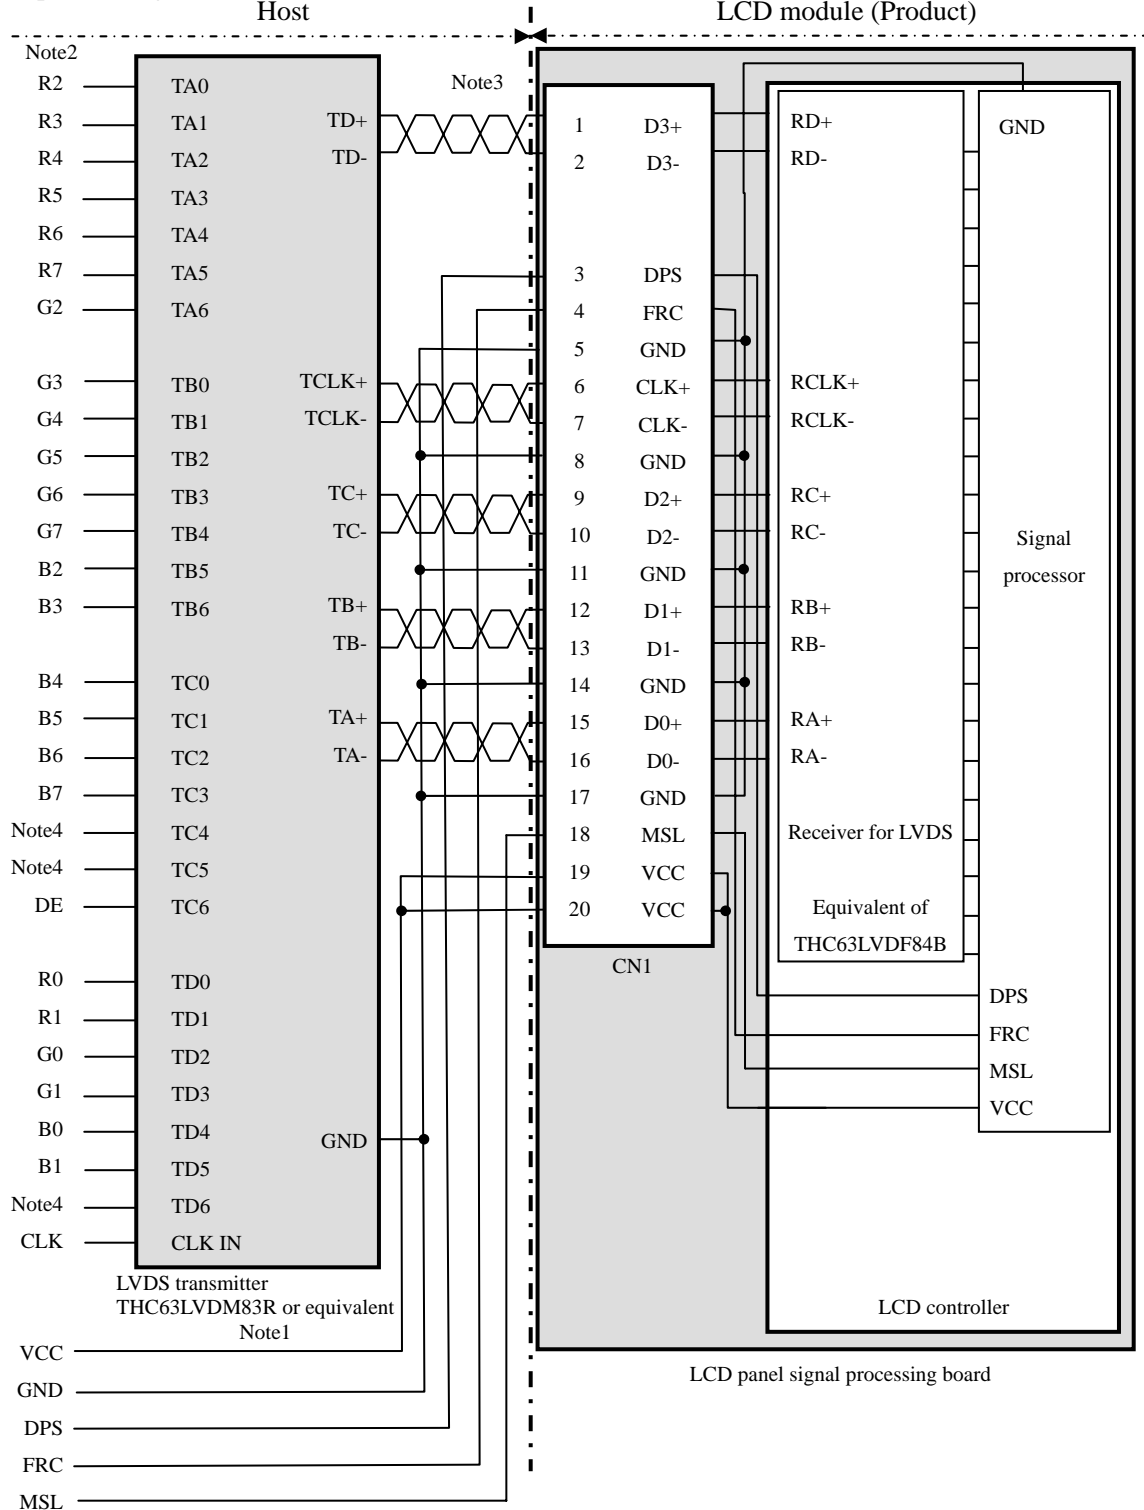 Host
LCD module (Product)
Note2
Note3
R2 TA0
R3 TA1 TD+ 1 D3+ RD+ GND
R4 TA2 TD- 2 D3- RD-
R5 TA3
R6 TA4
R7 TA5 3 DPS
G2 TA6 4 FRC
5 GND
G3 TB0 TCLK+ 6 CLK+ RCLK+
G4 TB1 TCLK- 7 CLK- RCLK-
G5 TB2 8 GND
G6 TB3 TC+ 9 D2+ RC+
G7 TB4 TC- 10 D2- RC- Signal
B2 TB5 11 GND processor
B3 TB6 TB+ 12 D1+ RB+
TB- 13 D1- RB-
B4 TC0 14 GND
B5 TC1 TA+ 15 D0+ RA+
B6 TC2 TA- 16 D0- RA-
B7 TC3 17 GND
Note4 TC4 18 MSL Receiver for LVDS
Note4 TC5 19 VCC
DE TC6 20 VCC Equivalent of
THC63LVDF84B
CN1
R0 TD0 DPS
R1 TD1 FRC
G0 TD2 MSL
G1 TD3 VCC
B0 TD4 GND
B1 TD5
Note4 TD6
CLK CLK IN
LVDS transmitter
THC63LVDM83R or equivalent
Note1
LCD controller
LCD panel signal processing board
VCC
GND
DPS
FRC
MSL